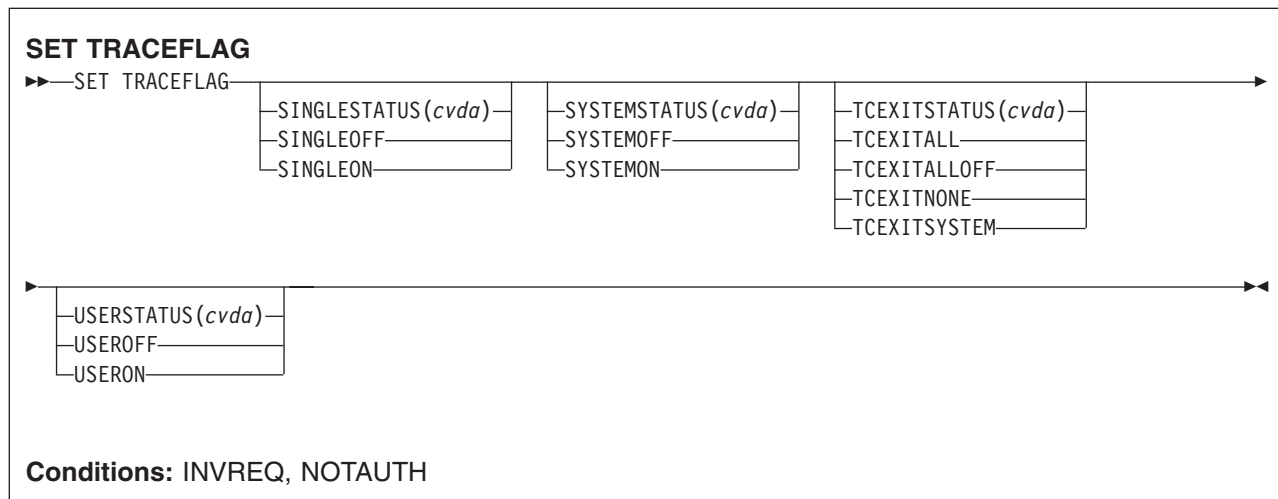 SET TRACEFLAG
SET TRACEFLAG
SINGLESTATUS(cvda)
SINGLEOFF
SINGLEON
SYSTEMSTATUS(cvda)
SYSTEMOFF
SYSTEMON
TCEXITSTATUS(cvda)
TCEXITALL
TCEXITALLOFF
TCEXITNONE
TCEXITSYSTEM
USERSTATUS(cvda)
USEROFF
USERON
Conditions: INVREQ, NOTAUTH